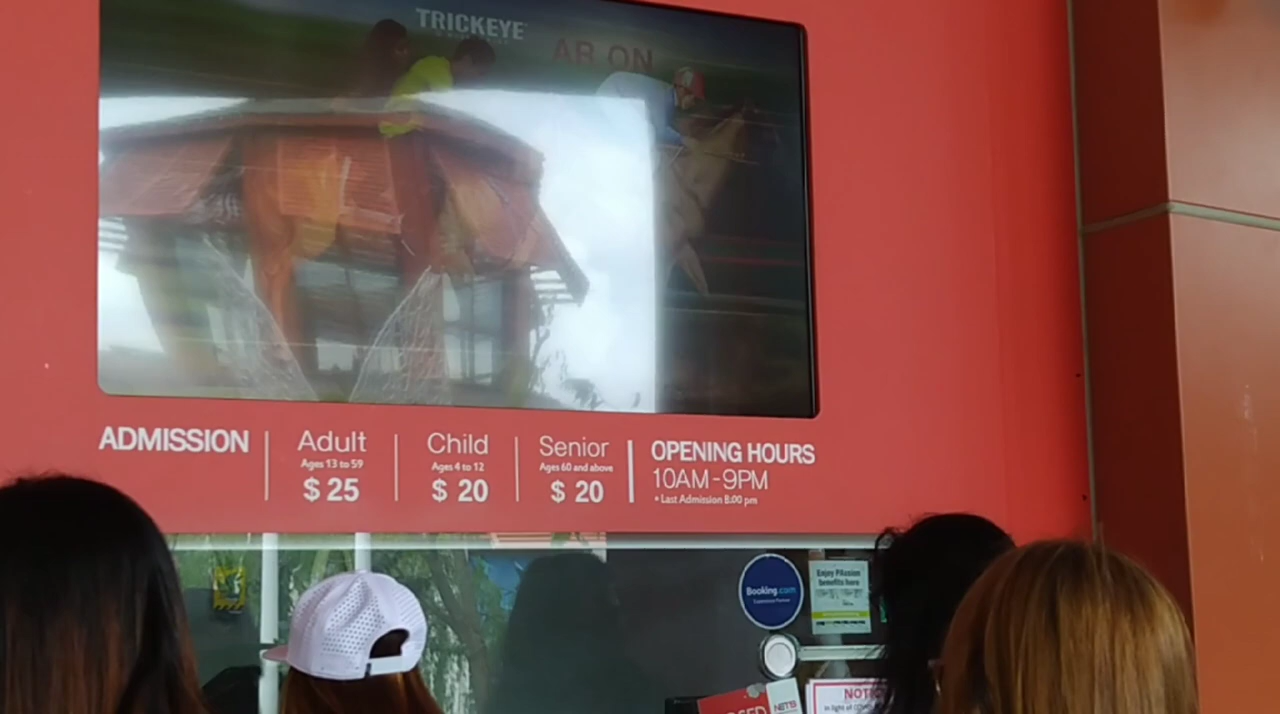 TRICKEYE
AR ON
ADMISSION
Adult
Ages 13 to 59
$ 25
Child
Ages 4 to 12
$ 20
Senior
Ages 60 and above
$ 20
OPENING HOURS
10AM-9PM
* Last Admission 8:00 pm
Booking.com
Enjoy PAssion
benefits here
NETS
NOTIC